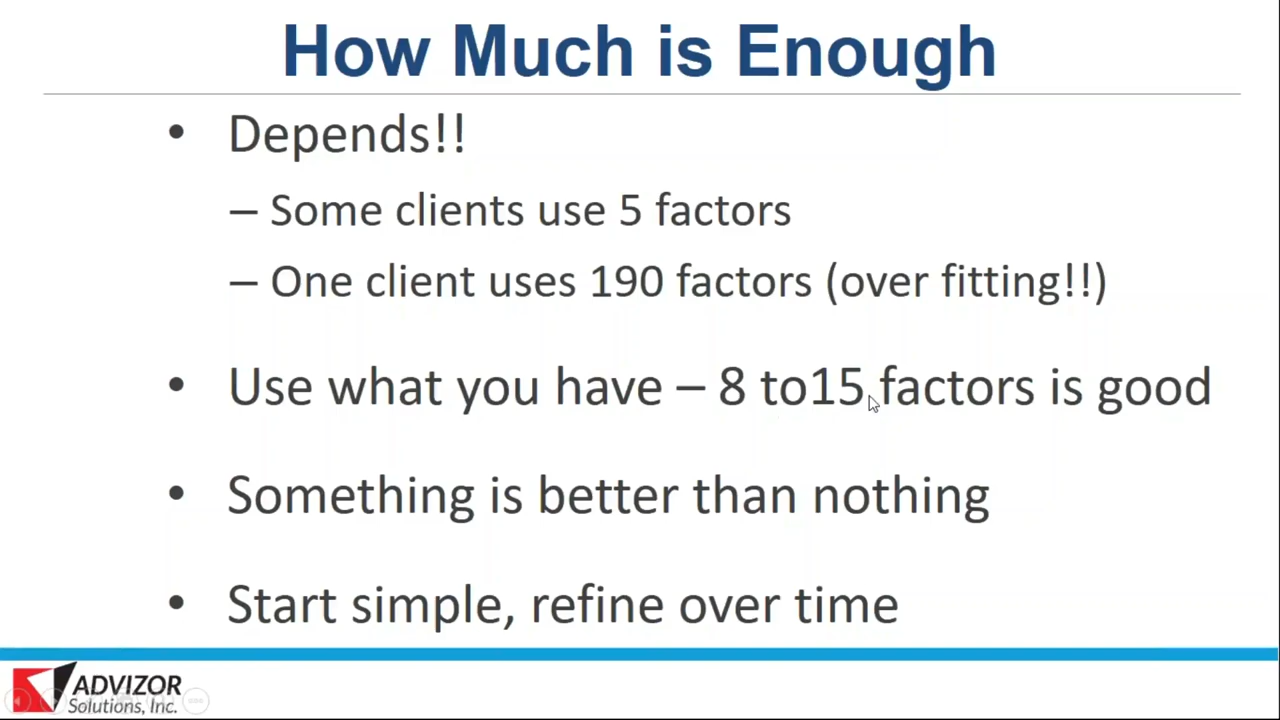 How Much is Enough
• Depends!!
– Some clients use 5 factors
– One client uses 190 factors (over fitting!!)
• Use what you have – 8 to15 factors is good
• Something is better than nothing
• Start simple, refine over time
ADVIZOR
Solutions, Inc.